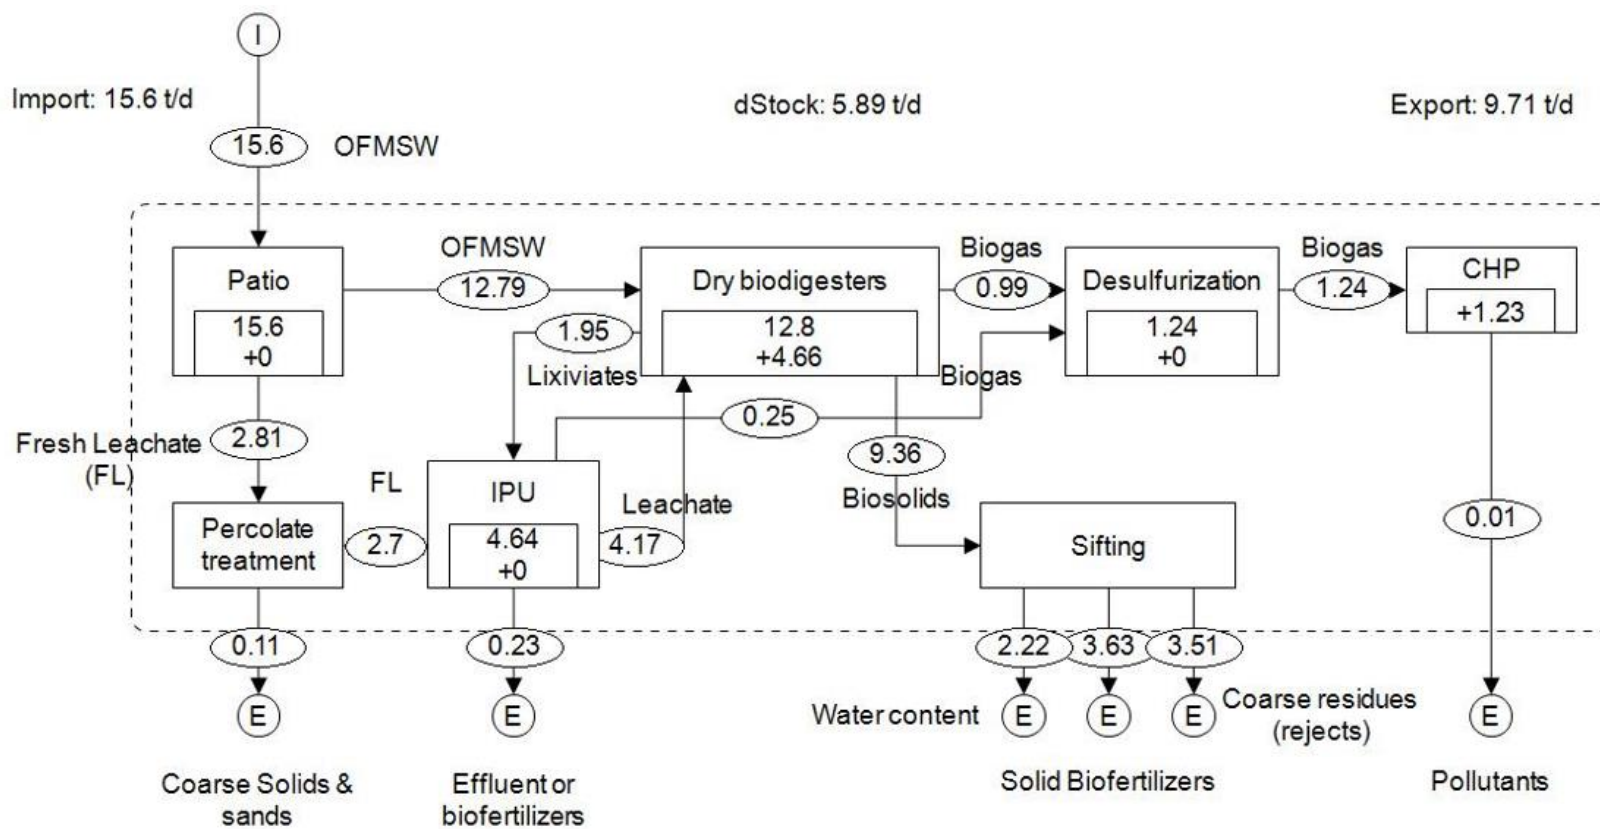 I
Import: 15.6 t/d
dStock: 5.89 t/d
Export: 9.71 t/d
15.6
OFMSW
OFMSW
Biogas
Biogas
Patio
12.79
Dry biodigesters
0.99
Desulfurization
1.24
CHP
15.6
+0
1.95
12.8
+4.66
1.24
+0
+1.23
Lixiviates
Biogas
0.25
Fresh Leachate
(FL)
2.81
9.36
FL
IPU
Leachate
Biosolids
Percolate
treatment
2.7
4.64
+0
4.17
Sifting
0.01
0.11
0.23
2.22
3.63
3.51
E
E
Water content
E
E
E
Coarse residues
(rejects)
E
Coarse Solids &
sands
Effluent or
biofertilizers
Solid Biofertilizers
Pollutants